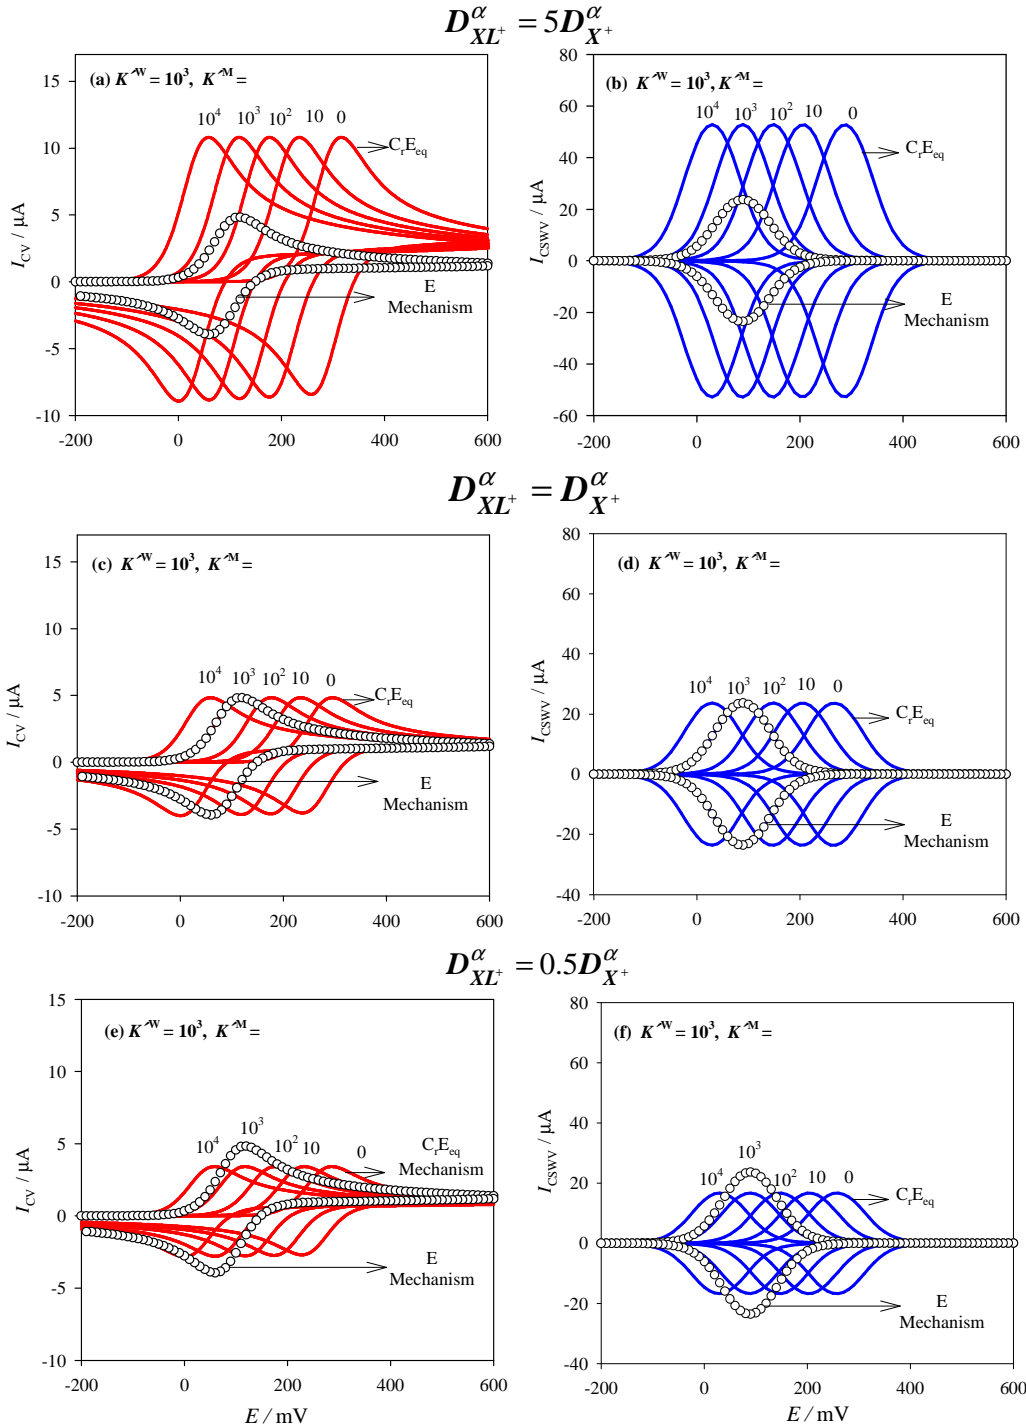 D^α_XL+ = 5D^α_X+
(a) K´^W = 10^3, K´^M =
10^4 10^3 10^2 10 0
C_rE_eq
E
Mechanism
I_CV / μA
15
10
5
0
-5
-10
-200 0 200 400 600
(b) K´^W = 10^3, K´^M =
10^4 10^3 10^2 10 0
C_rE_eq
E
Mechanism
I_CSWV / μA
80
60
40
20
0
-20
-40
-60
-200 0 200 400 600
D^α_XL+ = D^α_X+
(c) K´^W = 10^3, K´^M =
10^4 10^3 10^2 10 0
C_rE_eq
E
Mechanism
I_CV / μA
15
10
5
0
-5
-10
-200 0 200 400 600
(d) K´^W = 10^3, K´^M =
10^4 10^3 10^2 10 0
C_rE_eq
E
Mechanism
I_CSWV / μA
80
60
40
20
0
-20
-40
-200 0 200 400 600
D^α_XL+ = 0.5D^α_X+
(e) K´^W = 10^3, K´^M =
10^4 10^3 10^2 10 0
C_rE_eq
Mechanism
E
Mechanism
I_CV / μA
15
10
5
0
-5
-10
-200 0 200 400 600
E / mV
(f) K´^W = 10^3, K´^M =
10^4 10^3 10^2 10 0
C_rE_eq
E
Mechanism
I_CSWV / μA
80
60
40
20
0
-20
-40
-200 0 200 400 600
E / mV